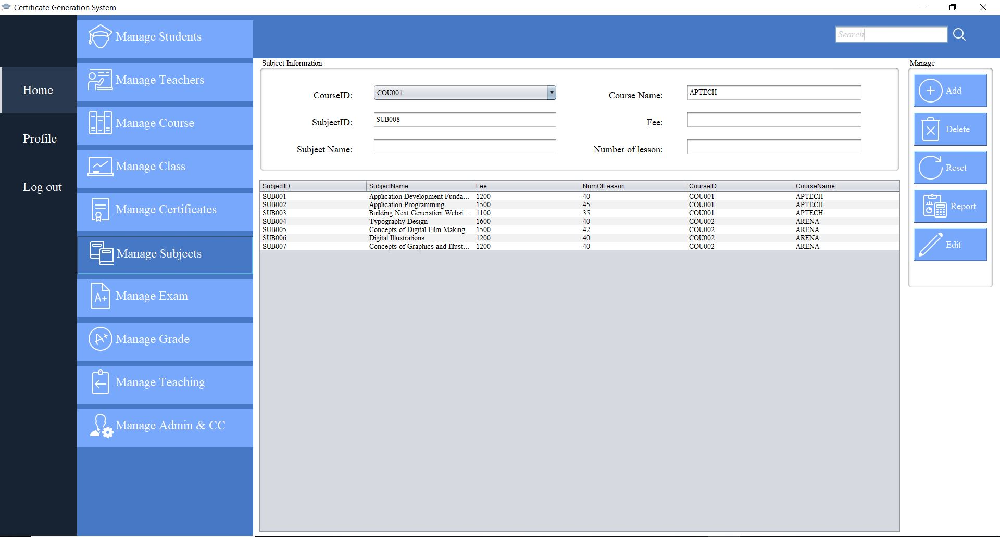 Certificate Generation System
Home
Profile
Log out
Manage Students
Manage Teachers
Manage Course
Manage Class
Manage Certificates
Manage Subjects
A+ Manage Exam
A+ Manage Grade
Manage Teaching
Manage Admin & CC
Search
Subject Information
CourseID: COU001 Course Name: APTECH
SubjectID: SUB008 Fee:
Subject Name: Number of lesson:
SubjectID SubjectName Fee NumOfLesson CourseID CourseName
SUB001 Application Development Funda... 1200 40 COU001 APTECH
SUB002 Application Programming 1500 45 COU001 APTECH
SUB003 Building Next Generation Websi... 1100 35 COU001 APTECH
SUB004 Typography Design 1600 40 COU002 ARENA
SUB005 Concepts of Digital Film Making 1500 42 COU002 ARENA
SUB006 Digital Illustrations 1200 40 COU002 ARENA
SUB007 Concepts of Graphics and Illust... 1200 40 COU002 ARENA
Manage
Add
Delete
Reset
Report
Edit